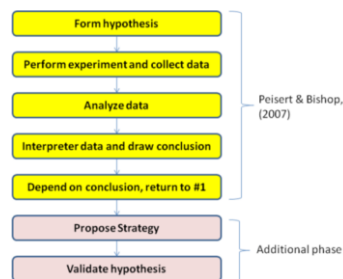 Form hypothesis
Perform experiment and collect data
Analyze data
Interpreter data and draw conclusion
Depend on conclusion, return to #1
Peisert & Bishop,
(2007)
Propose Strategy
Validate hypothesis
Additional phase